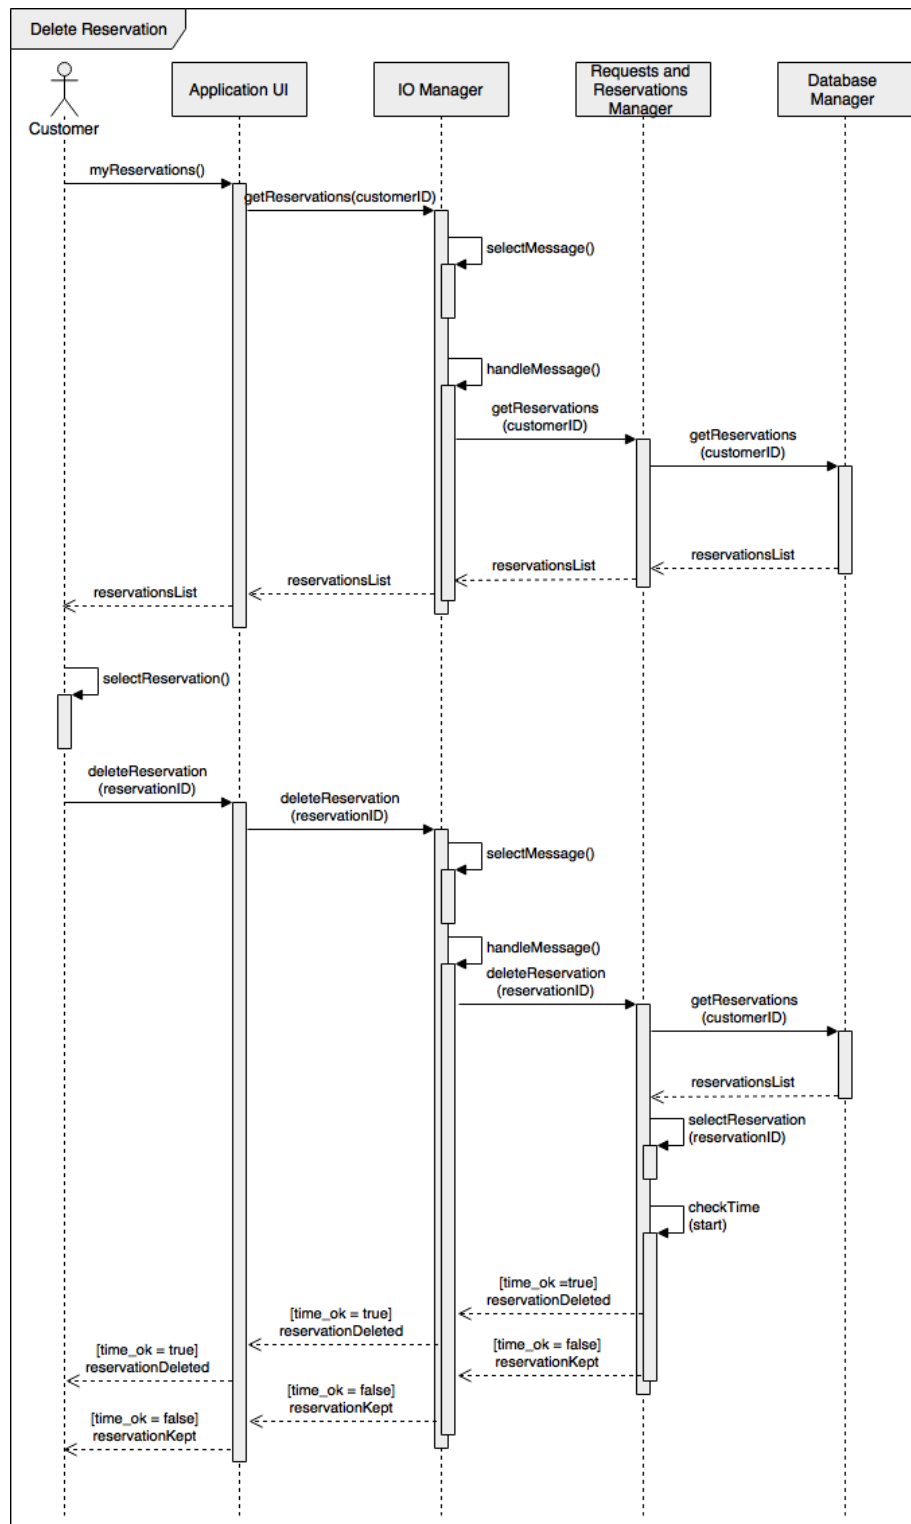 Delete Reservation
Customer
Application UI
IO Manager
Requests and
Reservations
Manager
Database
Manager
myReservations()
getReservations(customerID)
selectMessage()
handleMessage()
getReservations
(customerID)
getReservations
(customerID)
reservationsList
reservationsList
reservationsList
reservationsList
selectReservation()
deleteReservation
(reservationID)
deleteReservation
(reservationID)
selectMessage()
handleMessage()
deleteReservation
(reservationID)
getReservations
(customerID)
reservationsList
selectReservation
(reservationID)
checkTime
(start)
[time_ok =true]
reservationDeleted
[time_ok = true]
reservationDeleted
[time_ok = true]
reservationDeleted
[time_ok = false]
reservationKept
[time_ok = false]
reservationKept
[time_ok = false]
reservationKept